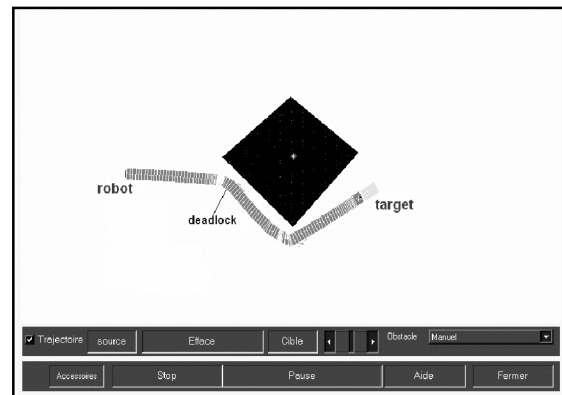 robot
deadlock
target
Trajectoire source Efface Cible Obstacle Manuel
Accessoires Stop Pause Aide Fermer